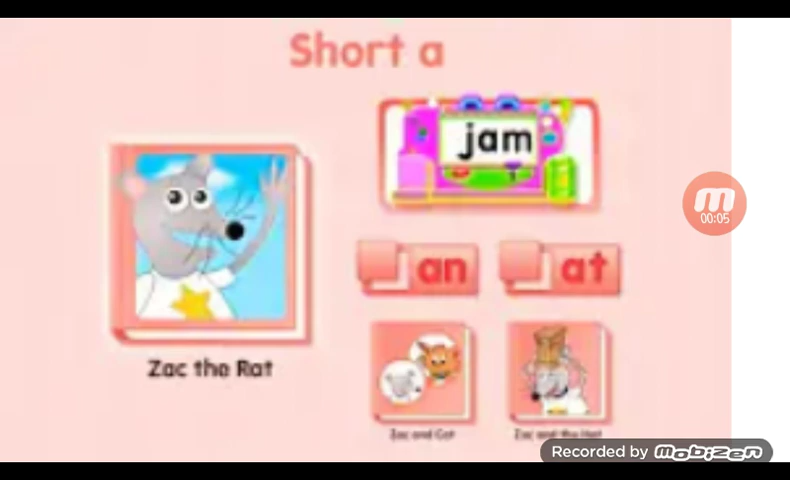 Short a
jam
an
at
Zac the Rat
Zac and Cat
Zac and the Hat
00:05
Recorded by mobizen